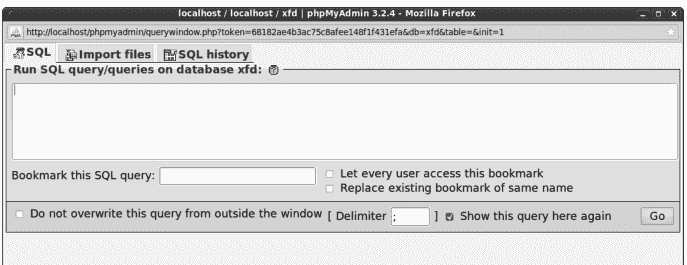 localhost / localhost / xfd | phpMyAdmin 3.2.4 - Mozilla Firefox
http://localhost/phpmyadmin/querywindow.php?token=68182ae4b3ac75c8afee148f1f431efa&db=xfd&table=&init=1
SQL Import files SQL history
Run SQL query/queries on database xfd:
Bookmark this SQL query: Let every user access this bookmark
Replace existing bookmark of same name
Do not overwrite this query from outside the window [ Delimiter ; ] Show this query here again Go